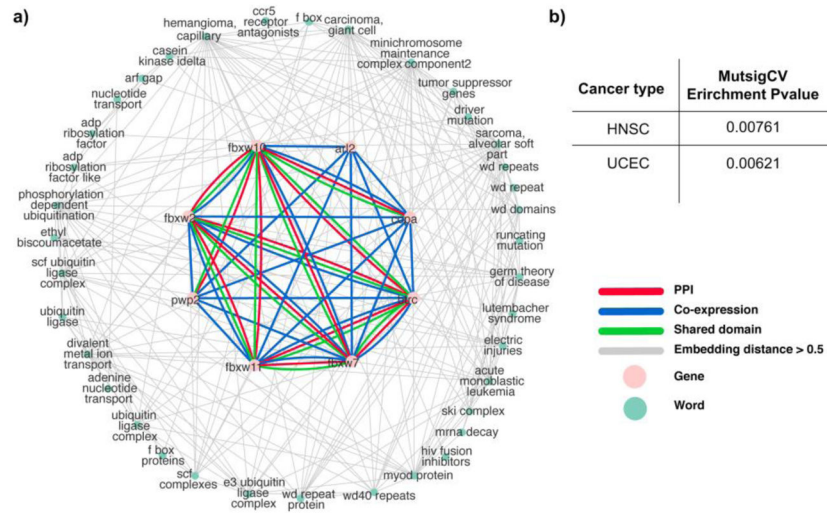 a)
b)
ccr5
receptor
antagonists
f box
carcinoma,
giant cell
hemangioma,
capillary
minichromosome
maintenance
complex component2
casein
kinase idelta
tumor suppressor
genes
arf gap
driver
mutation
nucleotide
transport
sarcoma,
alveolar soft
part
adp
ribosylation
factor
wd repeats
adp
ribosylation
factor like
wd repeat
phosphorylation
dependent
ubiquitination
wd domains
ethyl
biscoumacetate
runcating
mutation
scf ubiquitin
ligase
complex
germ theory
of disease
ubiquitin
ligase
lutembacher
syndrome
divalent
metal ion
transport
electric
injuries
adenine
nucleotide
transport
acute
monoblastic
leukemia
ubiquitin
ligase
complex
ski complex
f box
proteins
mrna decay
scf
complexes
hiv fusion
inhibitors
e3 ubiquitin
ligase
complex
wd repeat
protein
wd40 repeats
myod protein
fbxw10
arl2
copa
pwp2
fbxw11
fbxw7
Cancer type
MutsigCV
Erirchment Pvalue
HNSC
0.00761
UCEC
0.00621
PPI
Co-expression
Shared domain
Embedding distance > 0.5
Gene
Word